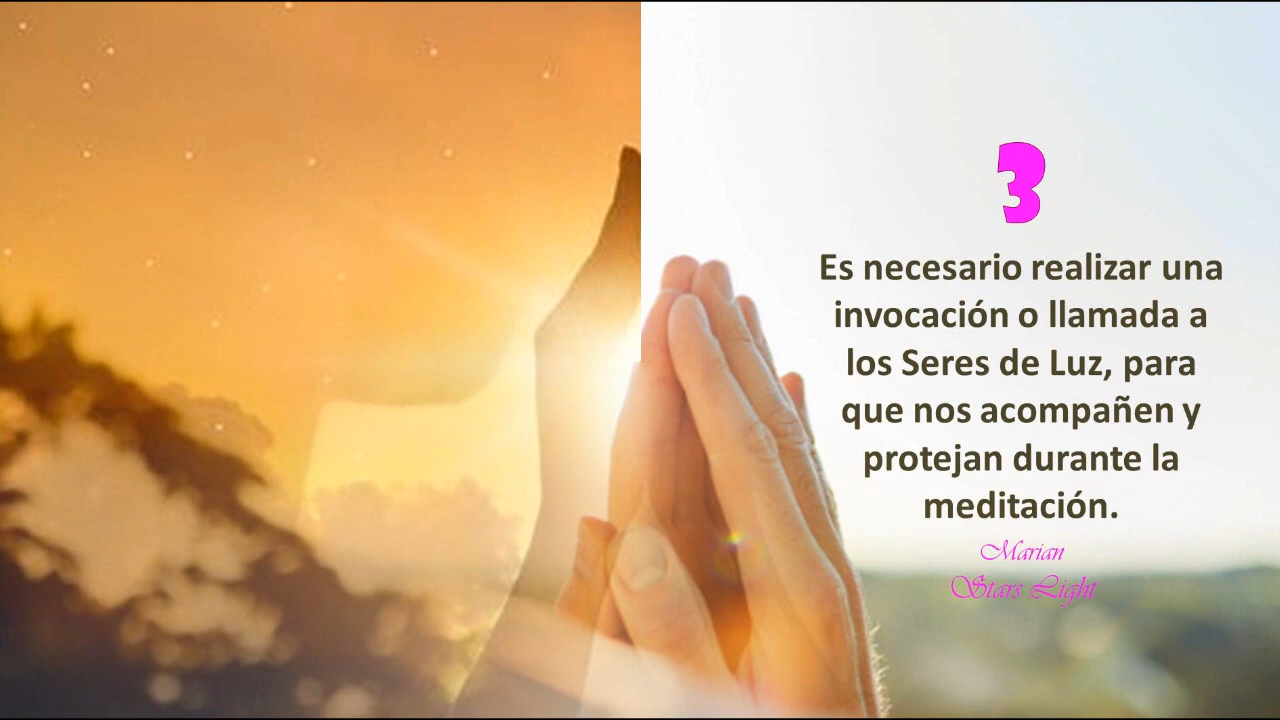 3
Es necesario realizar una
invocación o llamada a
los Seres de Luz, para
que nos acompañen y
protejan durante la
meditación.
Marian
Stars Light